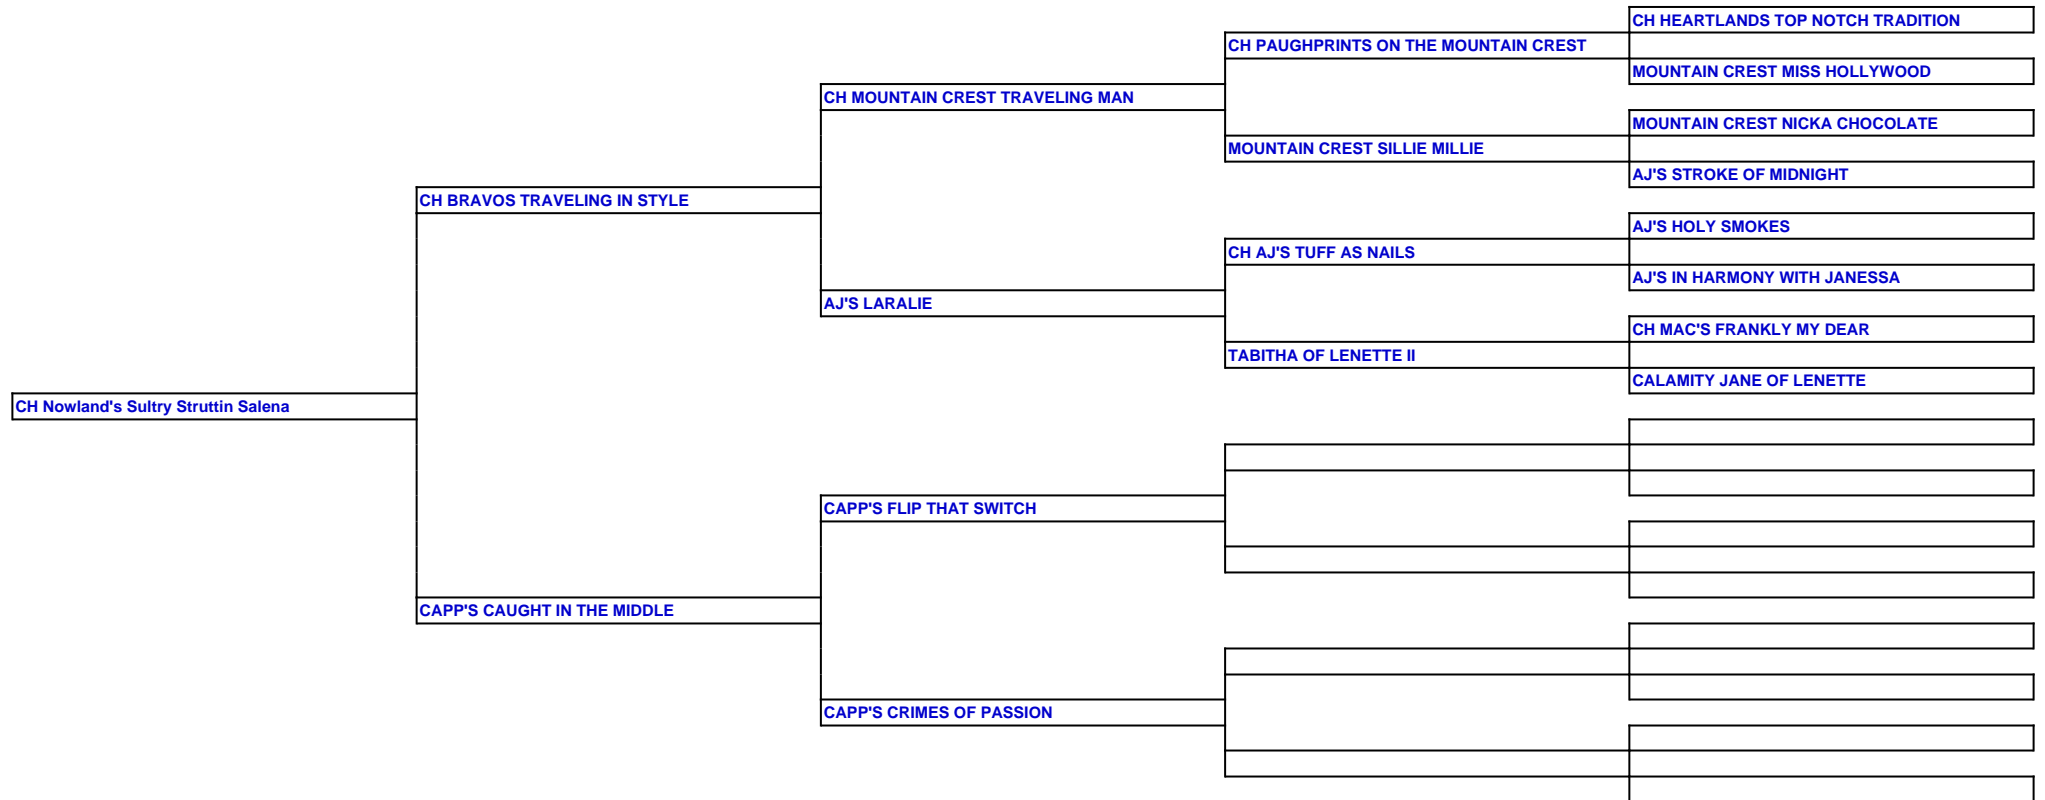 CH HEARTLANDS TOP NOTCH TRADITION
CH PAUGHPRINTS ON THE MOUNTAIN CREST
MOUNTAIN CREST MISS HOLLYWOOD
CH MOUNTAIN CREST TRAVELING MAN
MOUNTAIN CREST NICKA CHOCOLATE
MOUNTAIN CREST SILLIE MILLIE
AJ'S STROKE OF MIDNIGHT
CH BRAVOS TRAVELING IN STYLE
AJ'S HOLY SMOKES
CH AJ'S TUFF AS NAILS
AJ'S IN HARMONY WITH JANESSA
AJ'S LARALIE
CH MAC'S FRANKLY MY DEAR
TABITHA OF LENETTE II
CALAMITY JANE OF LENETTE
CH Nowland's Sultry Struttin Salena
CAPP'S FLIP THAT SWITCH
CAPP'S CAUGHT IN THE MIDDLE
CAPP'S CRIMES OF PASSION